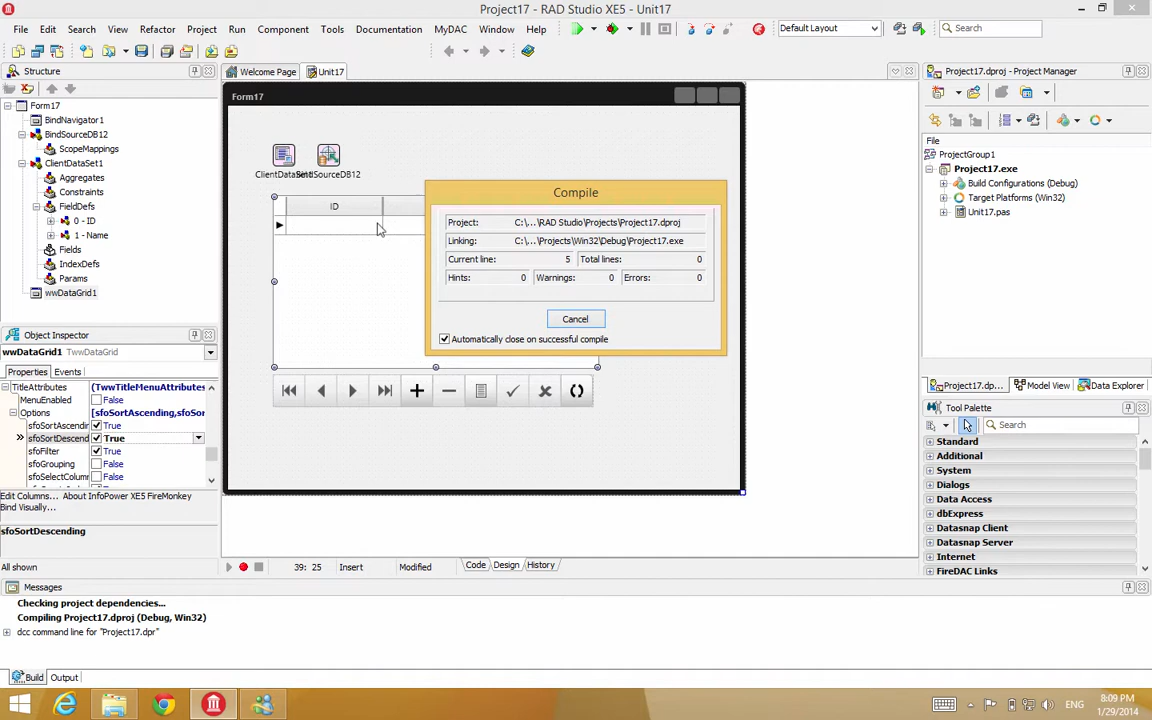 Project17 - RAD Studio XE5 - Unit17
File Edit Search View Refactor Project Run Component Tools Documentation MyDAC Window Help
Default Layout
Search
Structure
Welcome Page
Unit17
Project17.dproj - Project Manager
Form17
BindNavigator1
BindSourceDB12
ScopeMappings
ClientDataSet1
Aggregates
Constraints
FieldDefs
0 - ID
1 - Name
Fields
IndexDefs
Params
wwDataGrid1
Form17
BindSourceDB12
ID
Compile
Project: C:\...\RAD Studio\Projects\Project17.dproj
Linking: C:\...\Projects\Win32\Debug\Project17.exe
Current line: 5 Total lines: 0
Hints: 0 Warnings: 0 Errors: 0
Cancel
Automatically close on successful compile
File
ProjectGroup1
Project17.exe
Build Configurations (Debug)
Target Platforms (Win32)
Unit17.pas
Object Inspector
wwDataGrid1 TwwDataGrid
Properties Events
TitleAttributes (TwwTitleMenuAttributes
MenuEnabled False
Options [sfoSortAscending,sfoSor
sfoSortAscendin True
sfoSortDescend True
sfoFilter True
sfoGrouping False
sfoSelectColumn False
Edit Columns... About InfoPower XE5 FireMonkey
Bind Visually...
sfoSortDescending
All shown
39: 25 Insert Modified
Code Design History
Project17.dp... Model View Data Explorer
Tool Palette
Search
Standard
Additional
System
Dialogs
Data Access
dbExpress
Datasnap Client
Datasnap Server
Internet
FireDAC Links
Messages
Checking project dependencies...
Compiling Project17.dproj (Debug, Win32)
dcc command line for "Project17.dpr"
Build Output
ENG
8:09 PM
1/29/2014